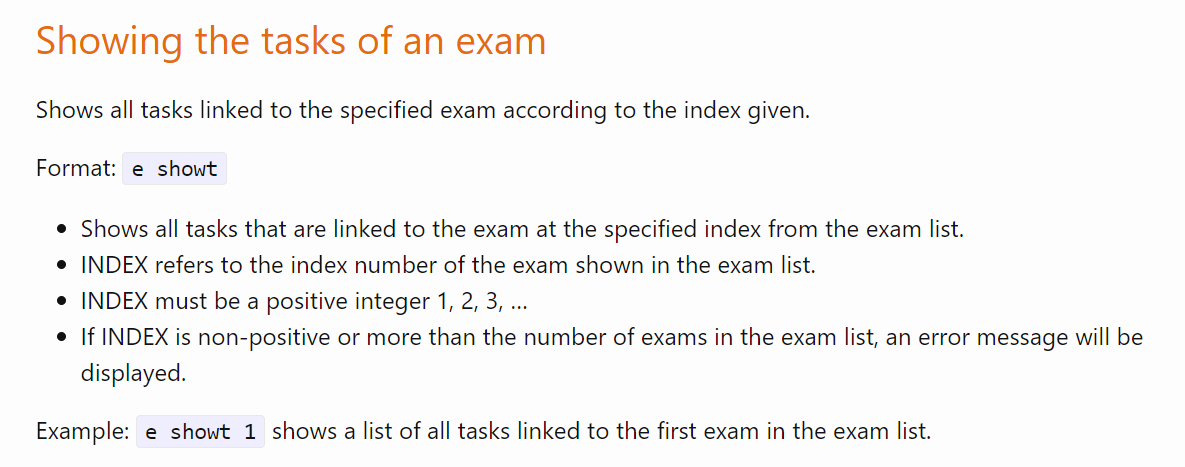 Showing the tasks of an exam
Shows all tasks linked to the specified exam according to the index given.
Format: e showt
• Shows all tasks that are linked to the exam at the specified index from the exam list.
• INDEX refers to the index number of the exam shown in the exam list.
• INDEX must be a positive integer 1, 2, 3, …
• If INDEX is non-positive or more than the number of exams in the exam list, an error message will be
displayed.
Example: e showt 1 shows a list of all tasks linked to the first exam in the exam list.